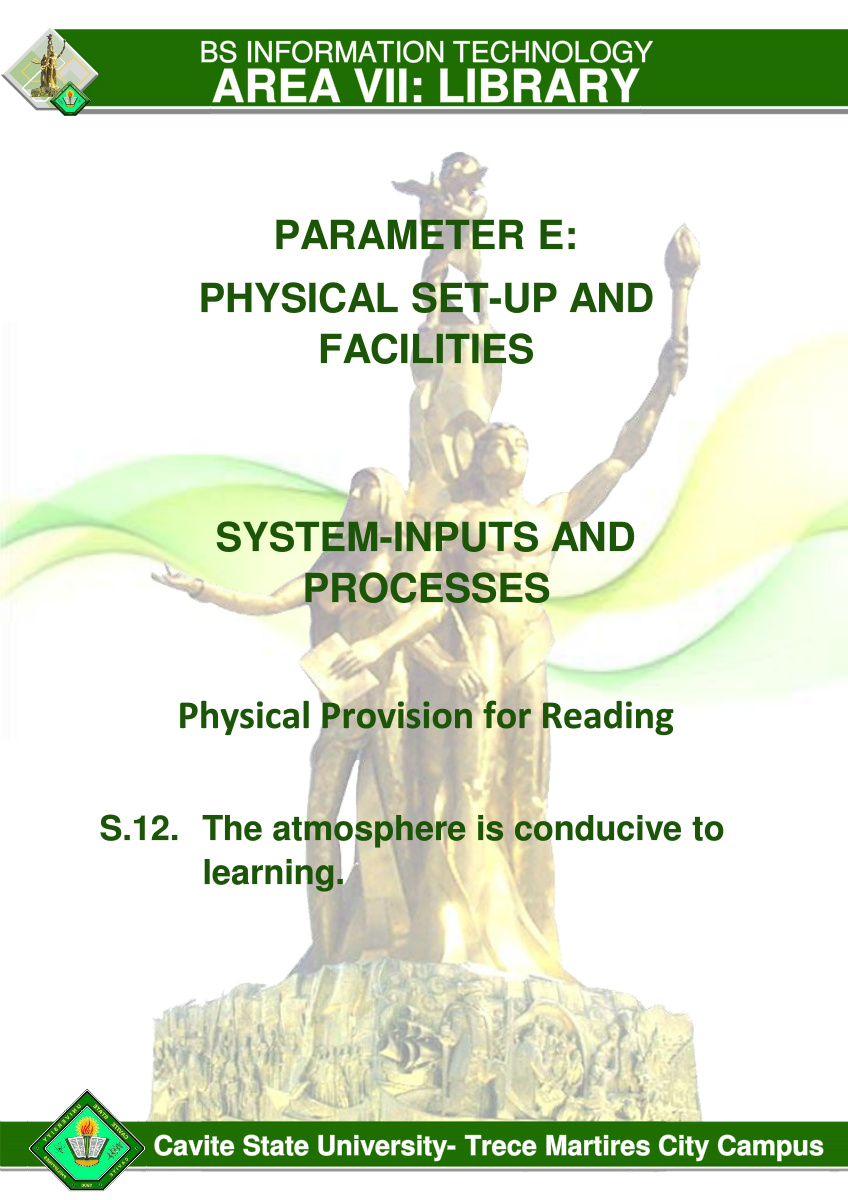 BS INFORMATION TECHNOLOGY
AREA VII: LIBRARY
PARAMETER E:
PHYSICAL SET-UP AND
FACILITIES
SYSTEM-INPUTS AND
PROCESSES
Physical Provision for Reading
S.12. The atmosphere is conducive to
learning.
Cavite State University- Trece Martires City Campus